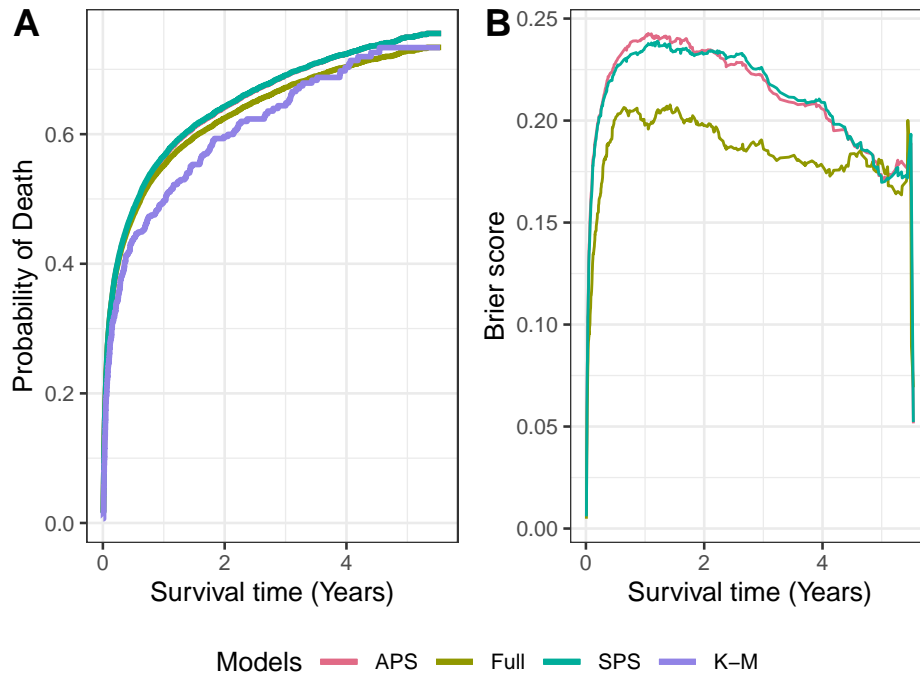 A
B
Probability of Death
0.6
0.4
0.2
0.0
0
2
4
Survival time (Years)
Brier score
0.25
0.20
0.15
0.10
0.05
0.00
0
2
4
Survival time (Years)
Models APS Full SPS K−M